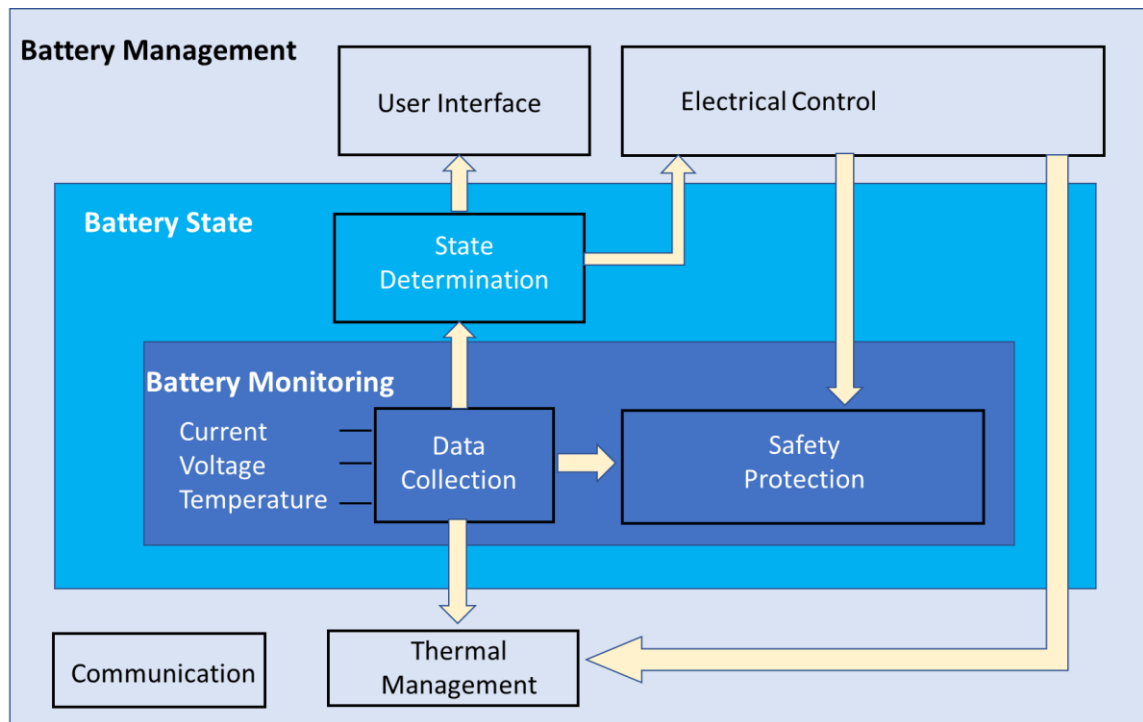 Battery Management
User Interface
Electrical Control
Battery State
State
Determination
Battery Monitoring
Current
Voltage
Temperature
Data
Collection
Safety
Protection
Communication
Thermal
Management